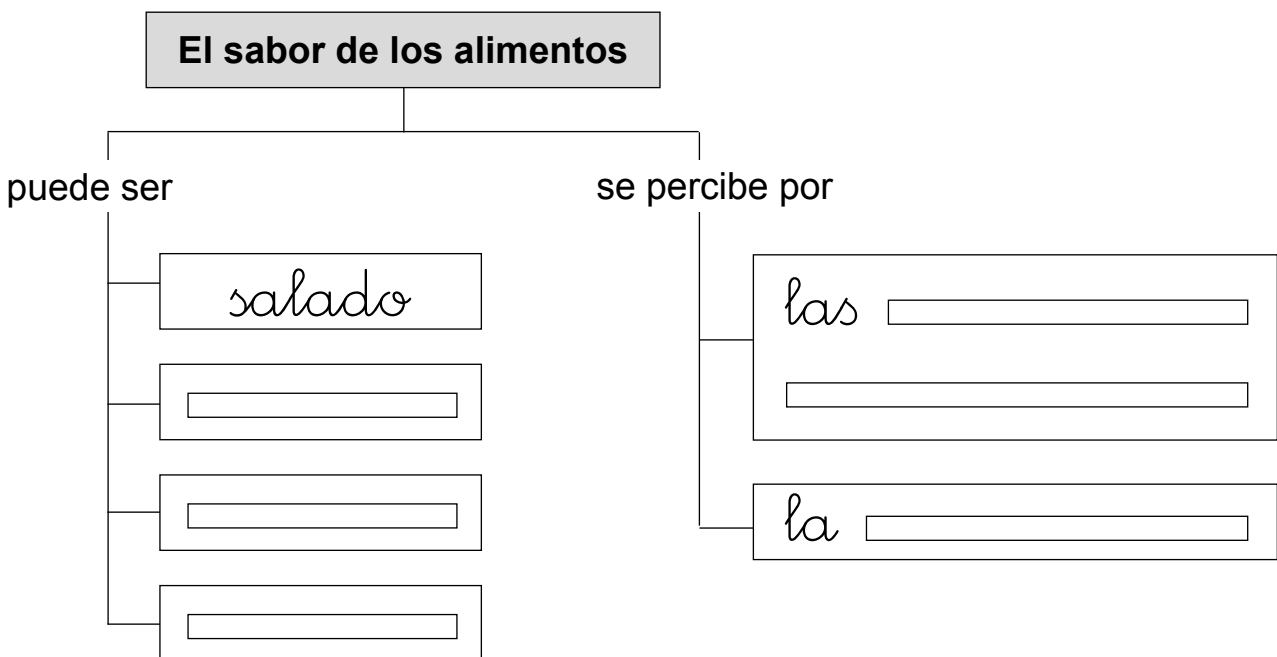 El sabor de los alimentos
puede ser
se percibe por
salado
las
la